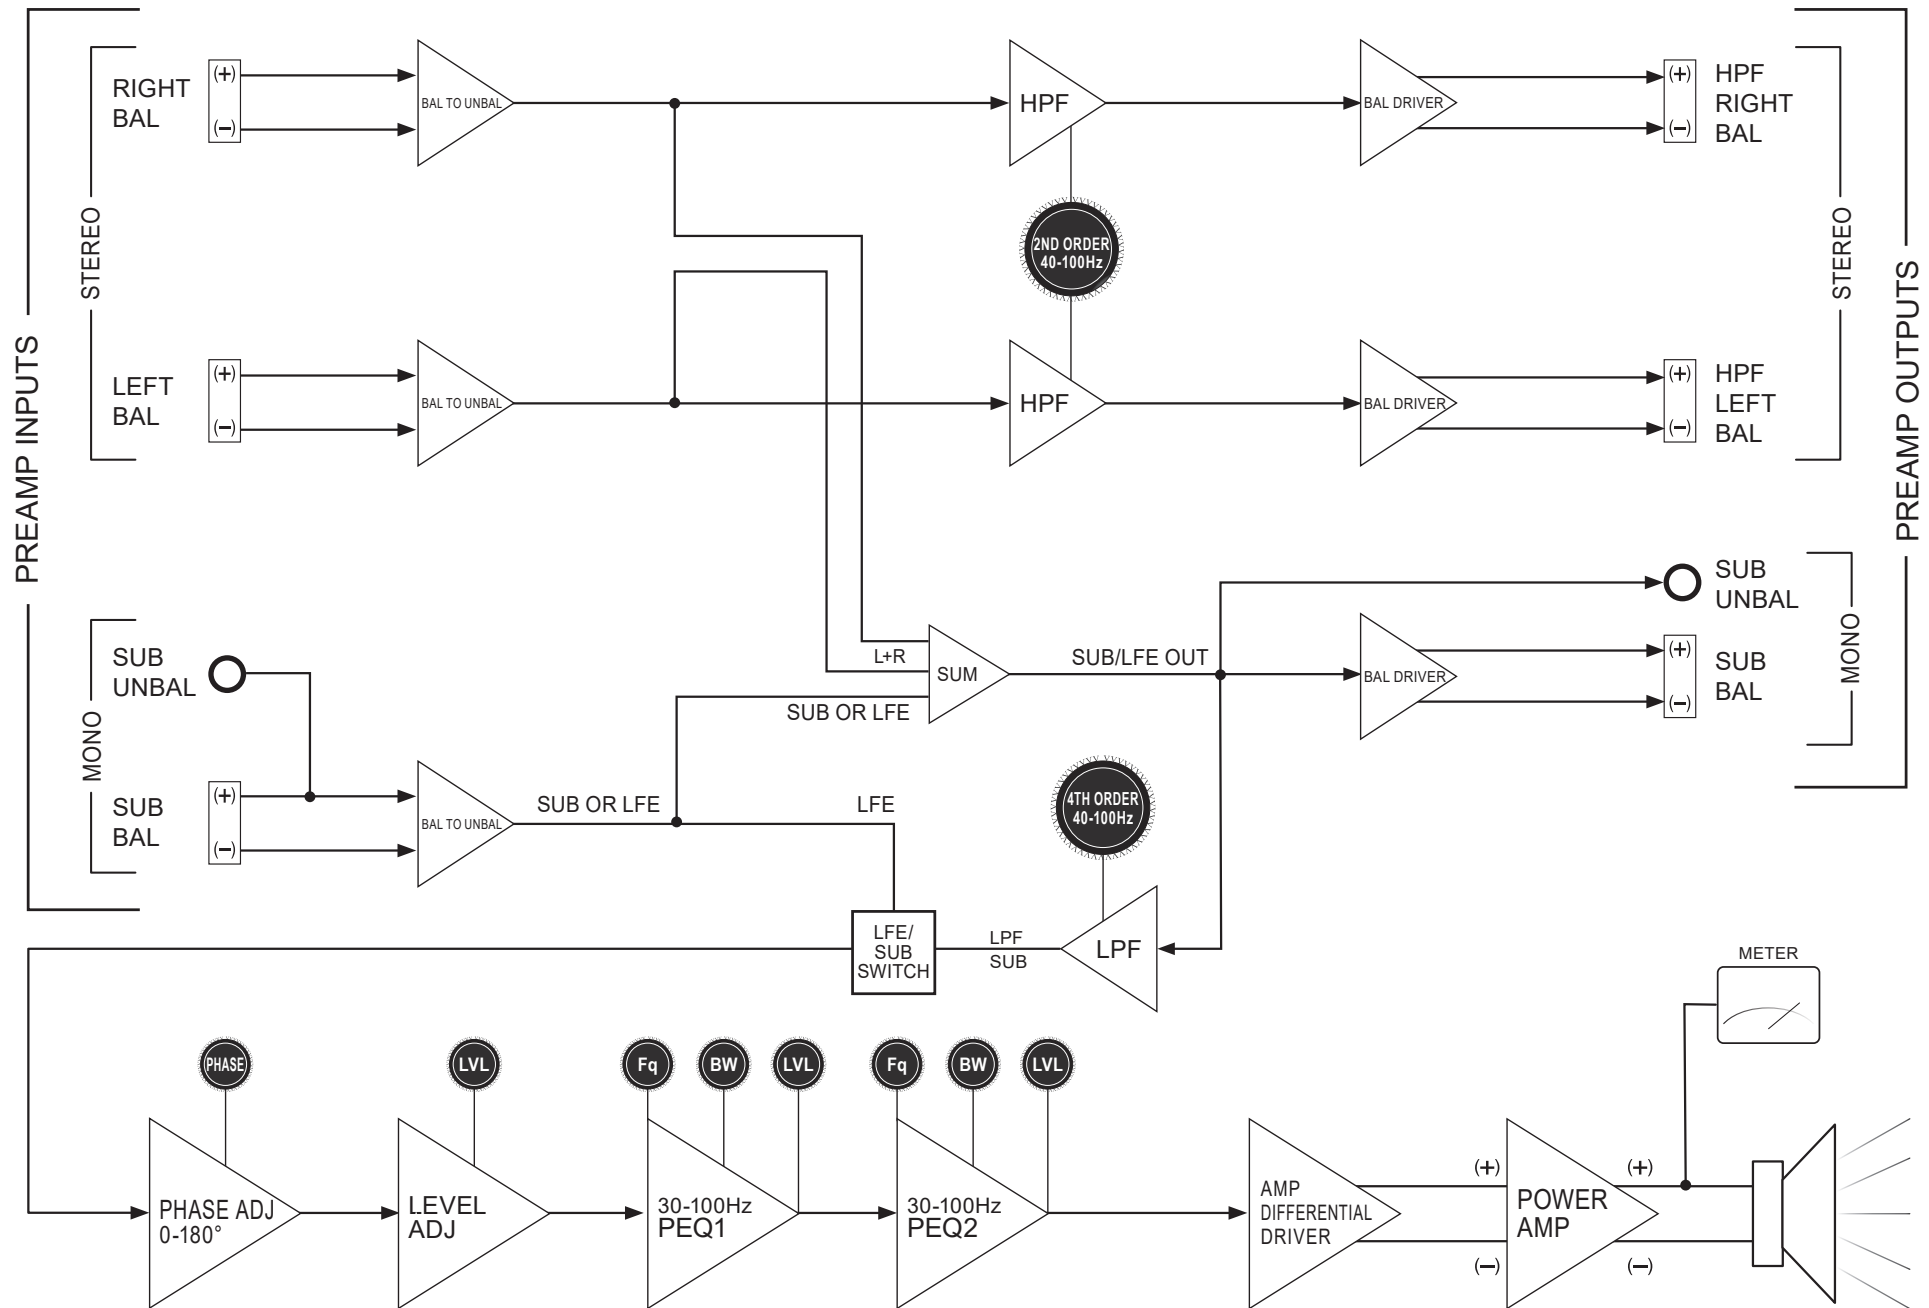 PREAMP INPUTS
STEREO
RIGHT
BAL
(+)
(−)
BAL TO UNBAL
HPF
BAL DRIVER
(+)
(−)
HPF
RIGHT
BAL
2ND ORDER
40-100Hz
STEREO
PREAMP OUTPUTS
LEFT
BAL
(+)
(−)
BAL TO UNBAL
HPF
BAL DRIVER
(+)
(−)
HPF
LEFT
BAL
MONO
SUB
UNBAL
SUB
BAL
(+)
(−)
BAL TO UNBAL
SUB OR LFE
LFE
L+R
SUB OR LFE
SUM
SUB/LFE OUT
BAL DRIVER
SUB
UNBAL
(+)
(−)
SUB
BAL
MONO
4TH ORDER
40-100Hz
LFE/
SUB
SWITCH
LPF
SUB
LPF
METER
PHASE
LVL
Fq
BW
LVL
Fq
BW
LVL
PHASE ADJ
0-180°
LEVEL
ADJ
30-100Hz
PEQ1
30-100Hz
PEQ2
AMP
DIFFERENTIAL
DRIVER
(+)
(−)
POWER
AMP
(+)
(−)